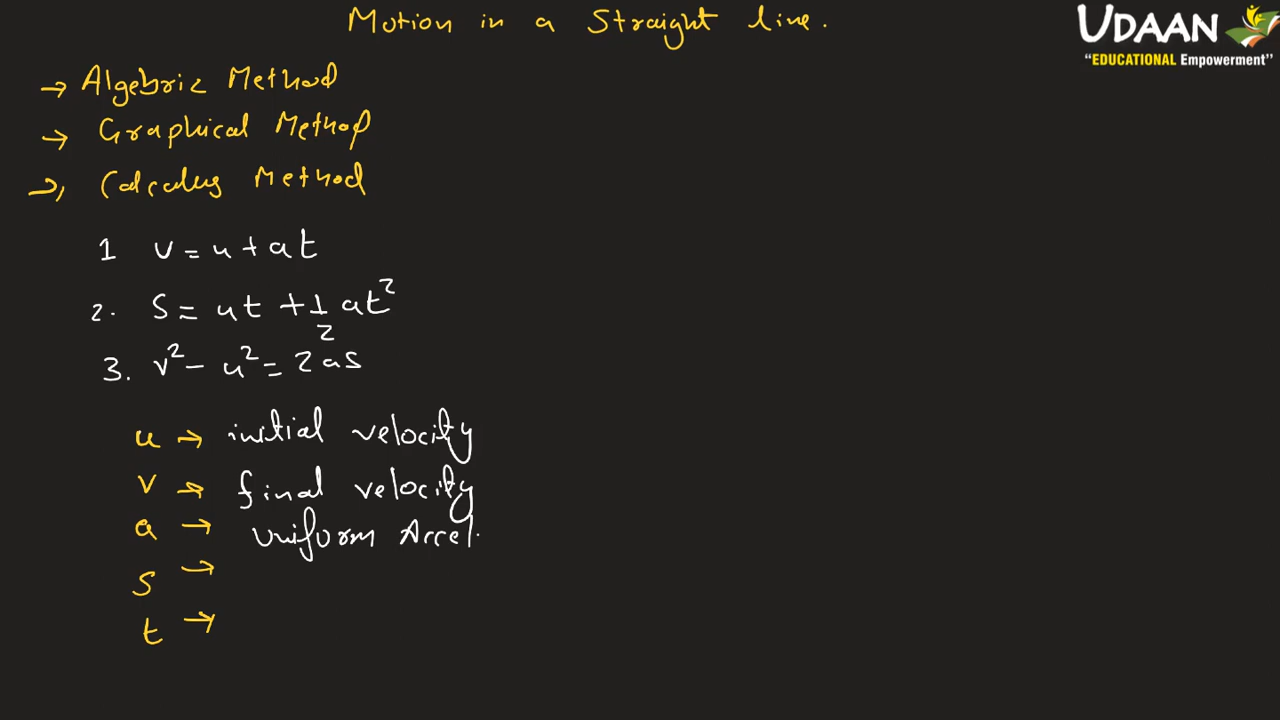 Motion in a Straight line.
UDAAN
"EDUCATIONAL Empowerment"
→ Algebric Method
→ Graphical Method
→, Calculus Method
1 v = u + at
2. S = ut + 1/2 at²
3. v² - u² = 2as
u → initial velocity
v → final velocity
a → Uniform Accel.
S →
t →